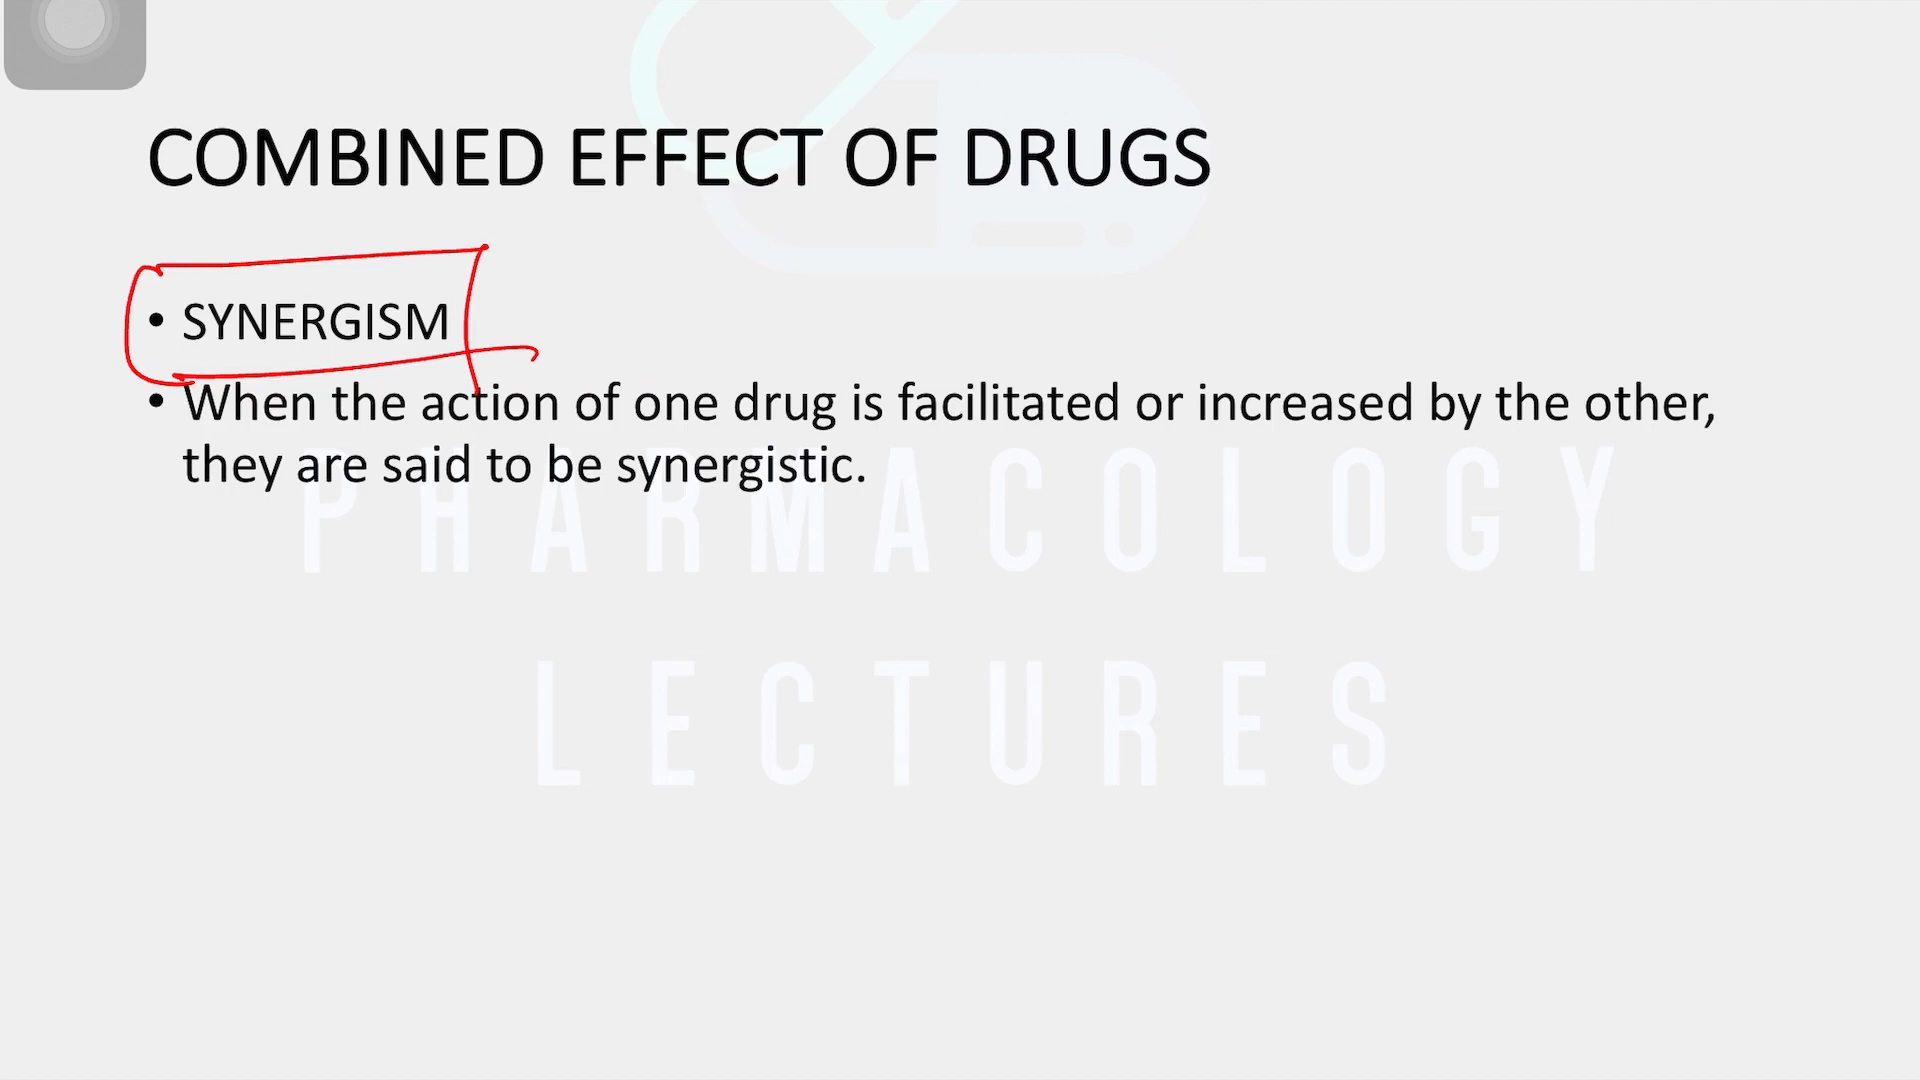 COMBINED EFFECT OF DRUGS
• SYNERGISM
• When the action of one drug is facilitated or increased by the other,
they are said to be synergistic.
PHARMACOLOGY
LECTURES